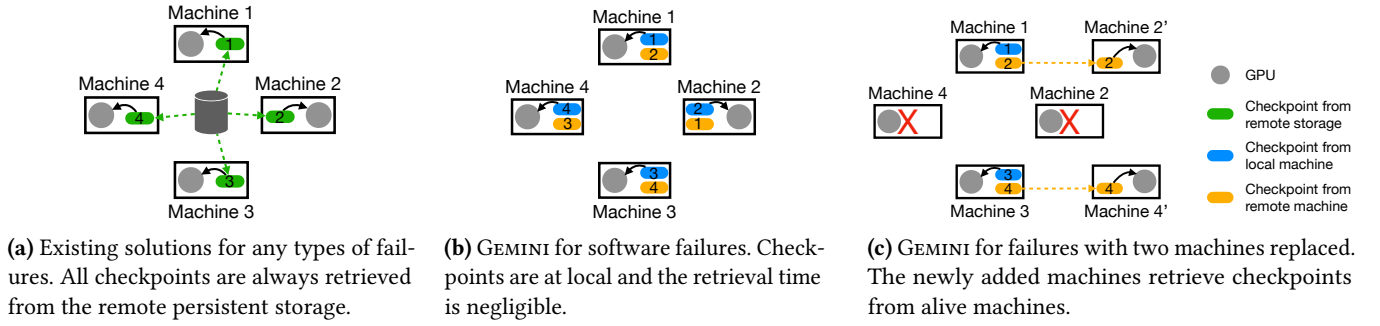 Machine 1
1
Machine 4
Machine 2
4
2
3
Machine 3
(a) Existing solutions for any types of fail-
ures. All checkpoints are always retrieved
from the remote persistent storage.
Machine 1
1
2
Machine 4
Machine 2
4
3
2
1
3
4
Machine 3
(b) GEMINI for software failures. Check-
points are at local and the retrieval time
is negligible.
Machine 1
Machine 2'
1
2
2
Machine 4
Machine 2
X
X
3
4
4
Machine 3
Machine 4'
GPU
Checkpoint from
remote storage
Checkpoint from
local machine
Checkpoint from
remote machine
(c) GEMINI for failures with two machines replaced.
The newly added machines retrieve checkpoints
from alive machines.